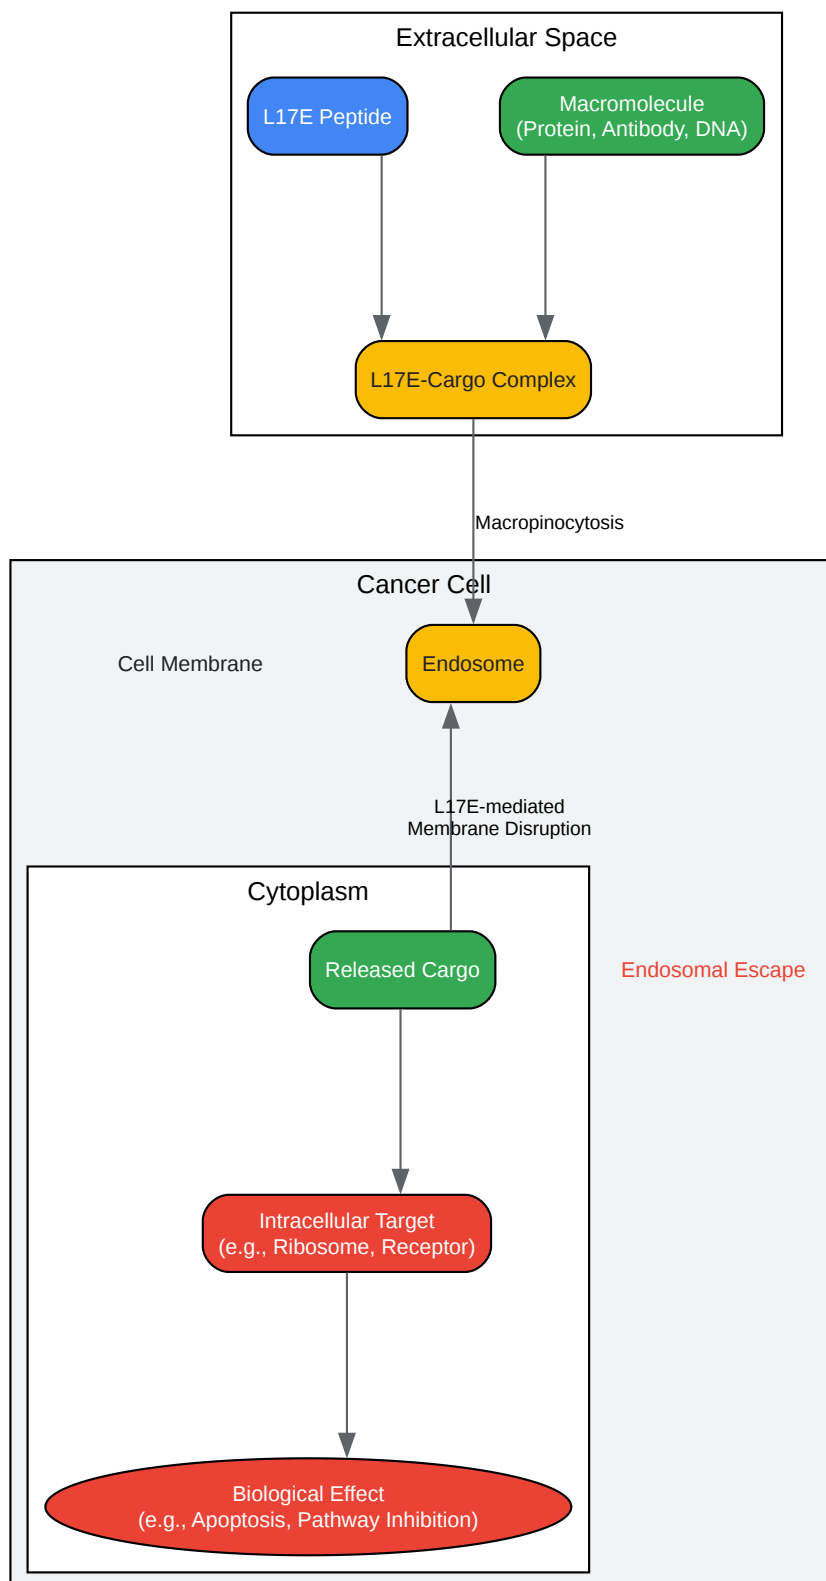 Extracellular Space
L17E Peptide
Macromolecule
(Protein, Antibody, DNA)
L17E-Cargo Complex
Macropinocytosis
Cancer Cell
Cell Membrane
Endosome
L17E-mediated
Membrane Disruption
Cytoplasm
Released Cargo
Endosomal Escape
Intracellular Target
(e.g., Ribosome, Receptor)
Biological Effect
(e.g., Apoptosis, Pathway Inhibition)